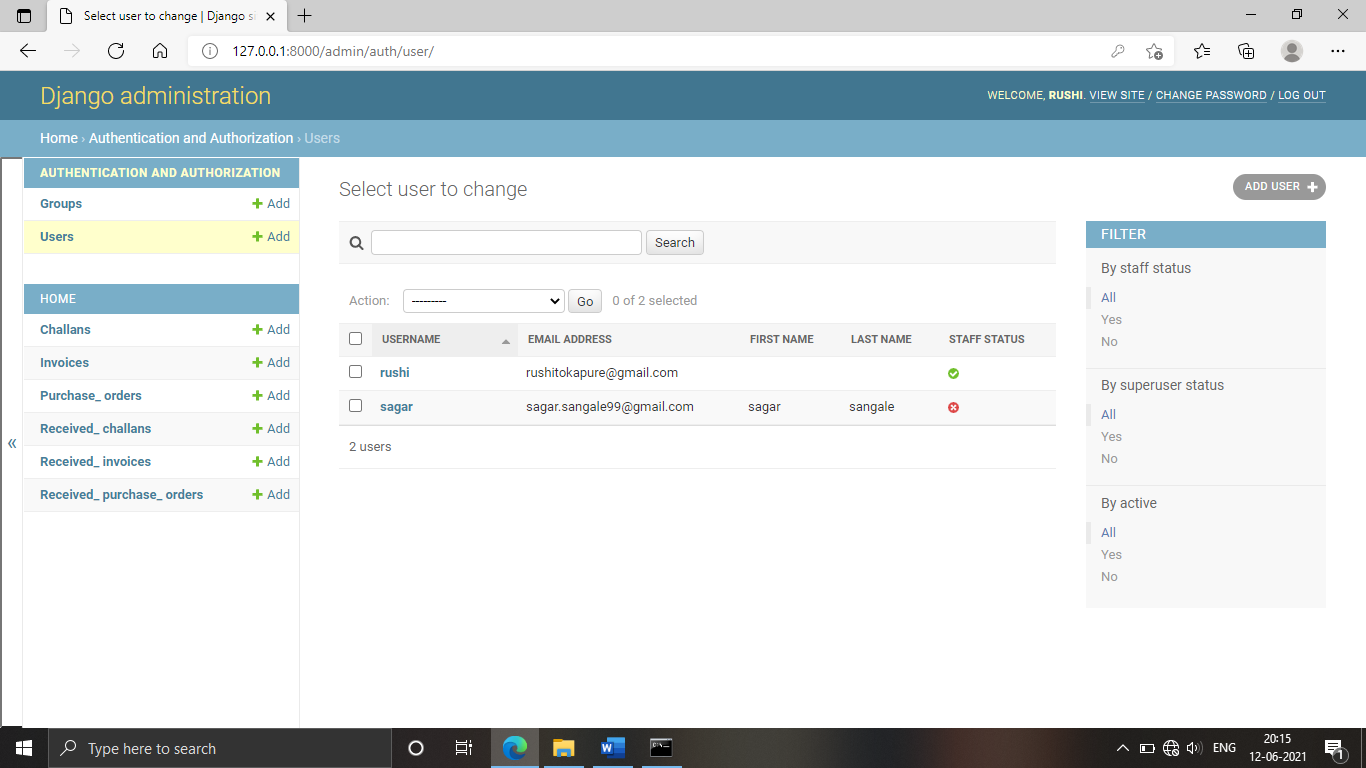 Select user to change | Django s
127.0.0.1:8000/admin/auth/user/
Django administration
WELCOME, RUSHI. VIEW SITE / CHANGE PASSWORD / LOG OUT
Home › Authentication and Authorization › Users
AUTHENTICATION AND AUTHORIZATION
Groups + Add
Users + Add
HOME
Challans + Add
Invoices + Add
Purchase_ orders + Add
Received_ challans + Add
Received_ invoices + Add
Received_ purchase_ orders + Add
«
Select user to change
ADD USER +
Search
Action: --------- Go 0 of 2 selected
USERNAME EMAIL ADDRESS FIRST NAME LAST NAME STAFF STATUS
rushi rushitokapure@gmail.com
sagar sagar.sangale99@gmail.com sagar sangale
2 users
FILTER
By staff status
All
Yes
No
By superuser status
All
Yes
No
By active
All
Yes
No
Type here to search
ENG
20:15
12-06-2021
1